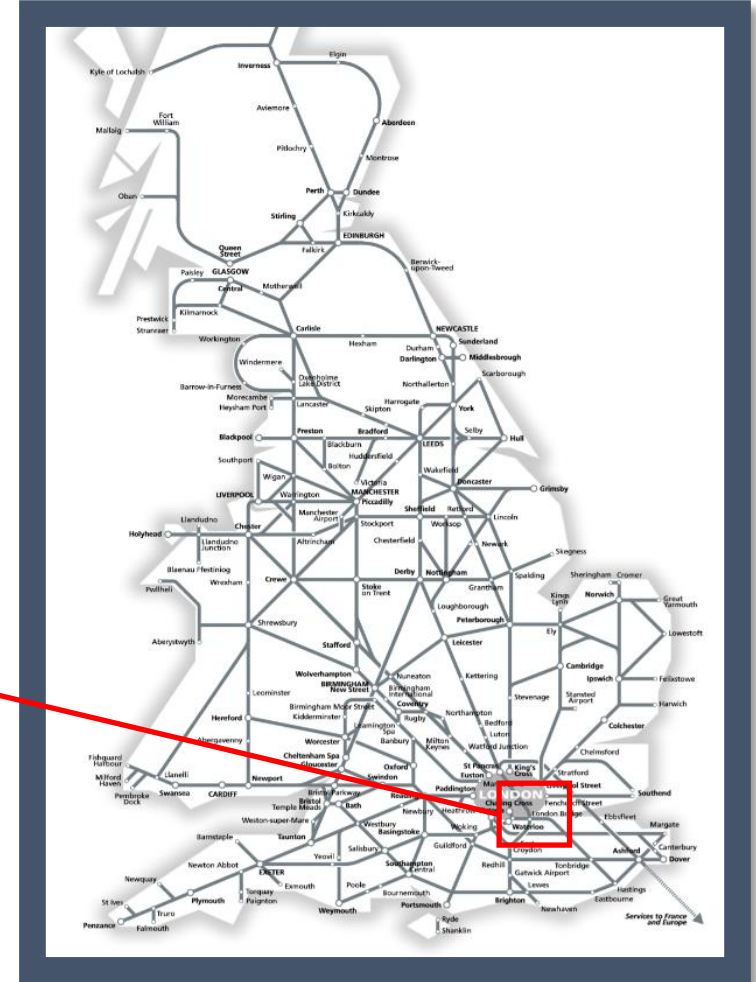 Elgin
Inverness
Kyle of Lochalsh
Aviemore
Fort
William
Aberdeen
Mallaig
Pitlochry
Montrose
Perth
Dundee
Oban
Kirkcaldy
Stirling
EDINBURGH
Queen
Street
Falkirk
Berwick-
upon-Tweed
Paisley
GLASGOW
Central
Motherwell
Kilmarnock
Prestwick
Stranraer
Carlisle
NEWCASTLE
Workington
Hexham
Sunderland
Durham
Darlington
Middlesbrough
Windermere
Oxenholme
Lake District
Scarborough
Barrow-in-Furness
Northallerton
Morecambe
Heysham Port
Lancaster
Harrogate
York
Skipton
Blackpool
Preston
Bradford
Selby
Hull
Blackburn
LEEDS
Huddersfield
Southport
Bolton
Wakefield
Wigan
Victoria
Doncaster
Grimsby
LIVERPOOL
Warrington
MANCHESTER
Piccadilly
Manchester
Airport
Sheffield
Retford
Lincoln
Llandudno
Stockport
Worksop
Holyhead
Chester
Llandudno
Junction
Altrincham
Chesterfield
Newark
Skegness
Blaenau Ffestiniog
Derby
Nottingham
Spalding
Sheringham
Cromer
Pwllheli
Wrexham
Crewe
Stoke
on Trent
Grantham
Kings
Lynn
Norwich
Great
Yarmouth
Loughborough
Shrewsbury
Peterborough
Ely
Lowestoft
Aberystwyth
Stafford
Leicester
Wolverhampton
Cambridge
BIRMINGHAM
New Street
Nuneaton
Kettering
Ipswich
Felixstowe
Birmingham
International
Leominster
Stevenage
Stansted
Airport
Birmingham Moor Street
Coventry
Harwich
Kidderminster
Rugby
Northampton
Hereford
Leamington
Spa
Bedford
Colchester
Worcester
Banbury
Milton
Keynes
Luton
Abergavenny
Watford Junction
Chelmsford
Fishguard
Harbour
Cheltenham Spa
Gloucester
Oxford
St Pancras
King's
Cross
Stratford
Milford
Haven
Llanelli
Newport
Swindon
Euston
Liverpool Street
Pembroke
Dock
Swansea
CARDIFF
Bristol Parkway
Paddington
LONDON
Southend
Bristol
Temple Meads
Bath
Newbury
Heathrow
Charing Cross
Fenchurch Street
Weston-super-Mare
London Bridge
Ebbsfleet
Westbury
Waterloo
Margate
Barnstaple
Taunton
Basingstoke
Woking
Canterbury
Salisbury
Guildford
Croydon
Ashford
Yeovil
Dover
Newton Abbot
Southampton
Central
Redhill
Tonbridge
EXETER
Gatwick Airport
Newquay
Exmouth
Poole
Lewes
Hastings
Torquay
Paignton
Bournemouth
Eastbourne
St Ives
Plymouth
Weymouth
Portsmouth
Brighton
Newhaven
Truro
Ryde
Services to France
and Europe
Penzance
Falmouth
Shanklin